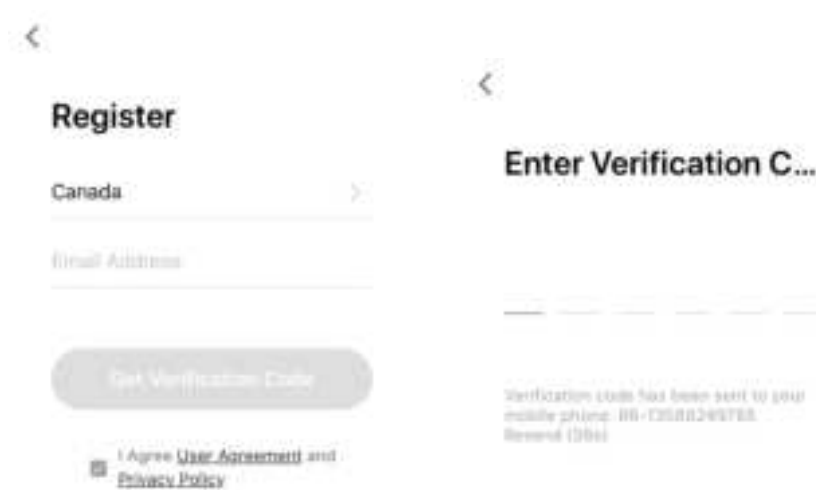 Register
Canada
Email Address
Get Verification Code
I Agree User Agreement and
Privacy Policy
Enter Verification C...
Verification code has been sent to your
mobile phone
Resend